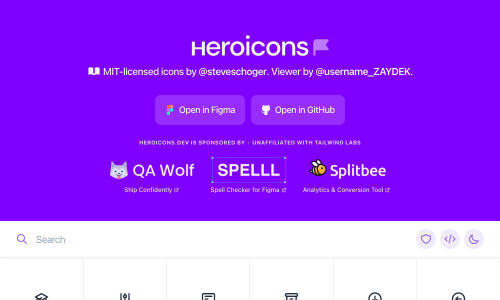 Heroicons
MIT-licensed icons by @steveschoger. Viewer by @username_ZAYDEK.
Open in Figma
Open in GitHub
HEROICONS.DEV IS SPONSORED BY · UNAFFILIATED WITH TAILWIND LABS
QA Wolf
SPELLL
Splitbee
Ship Confidently
Spell Checker for Figma
Analytics & Conversion Tool
Search